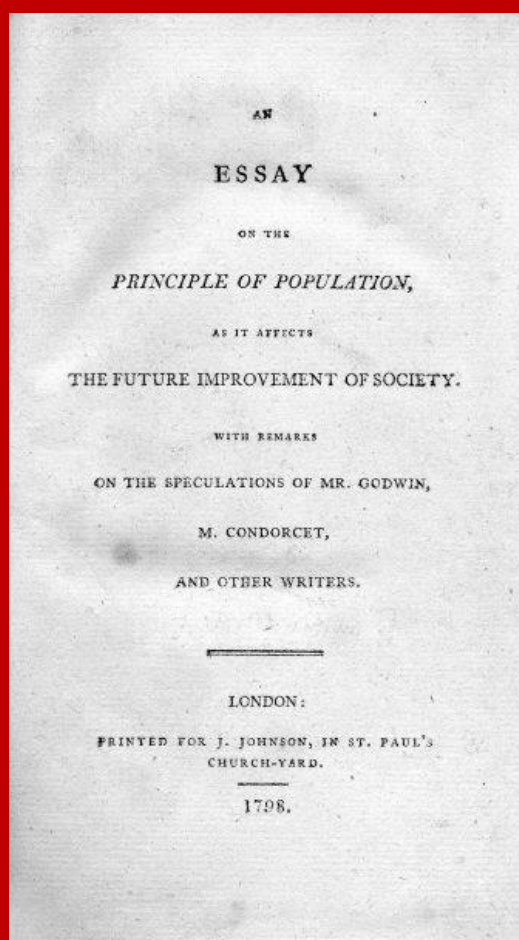 AN
ESSAY
ON THE
PRINCIPLE OF POPULATION,
AS IT AFFECTS
THE FUTURE IMPROVEMENT OF SOCIETY.
WITH REMARKS
ON THE SPECULATIONS OF MR. GODWIN,
M. CONDORCET,
AND OTHER WRITERS.
LONDON:
PRINTED FOR J. JOHNSON, IN ST. PAUL'S
CHURCH-YARD.
1798.